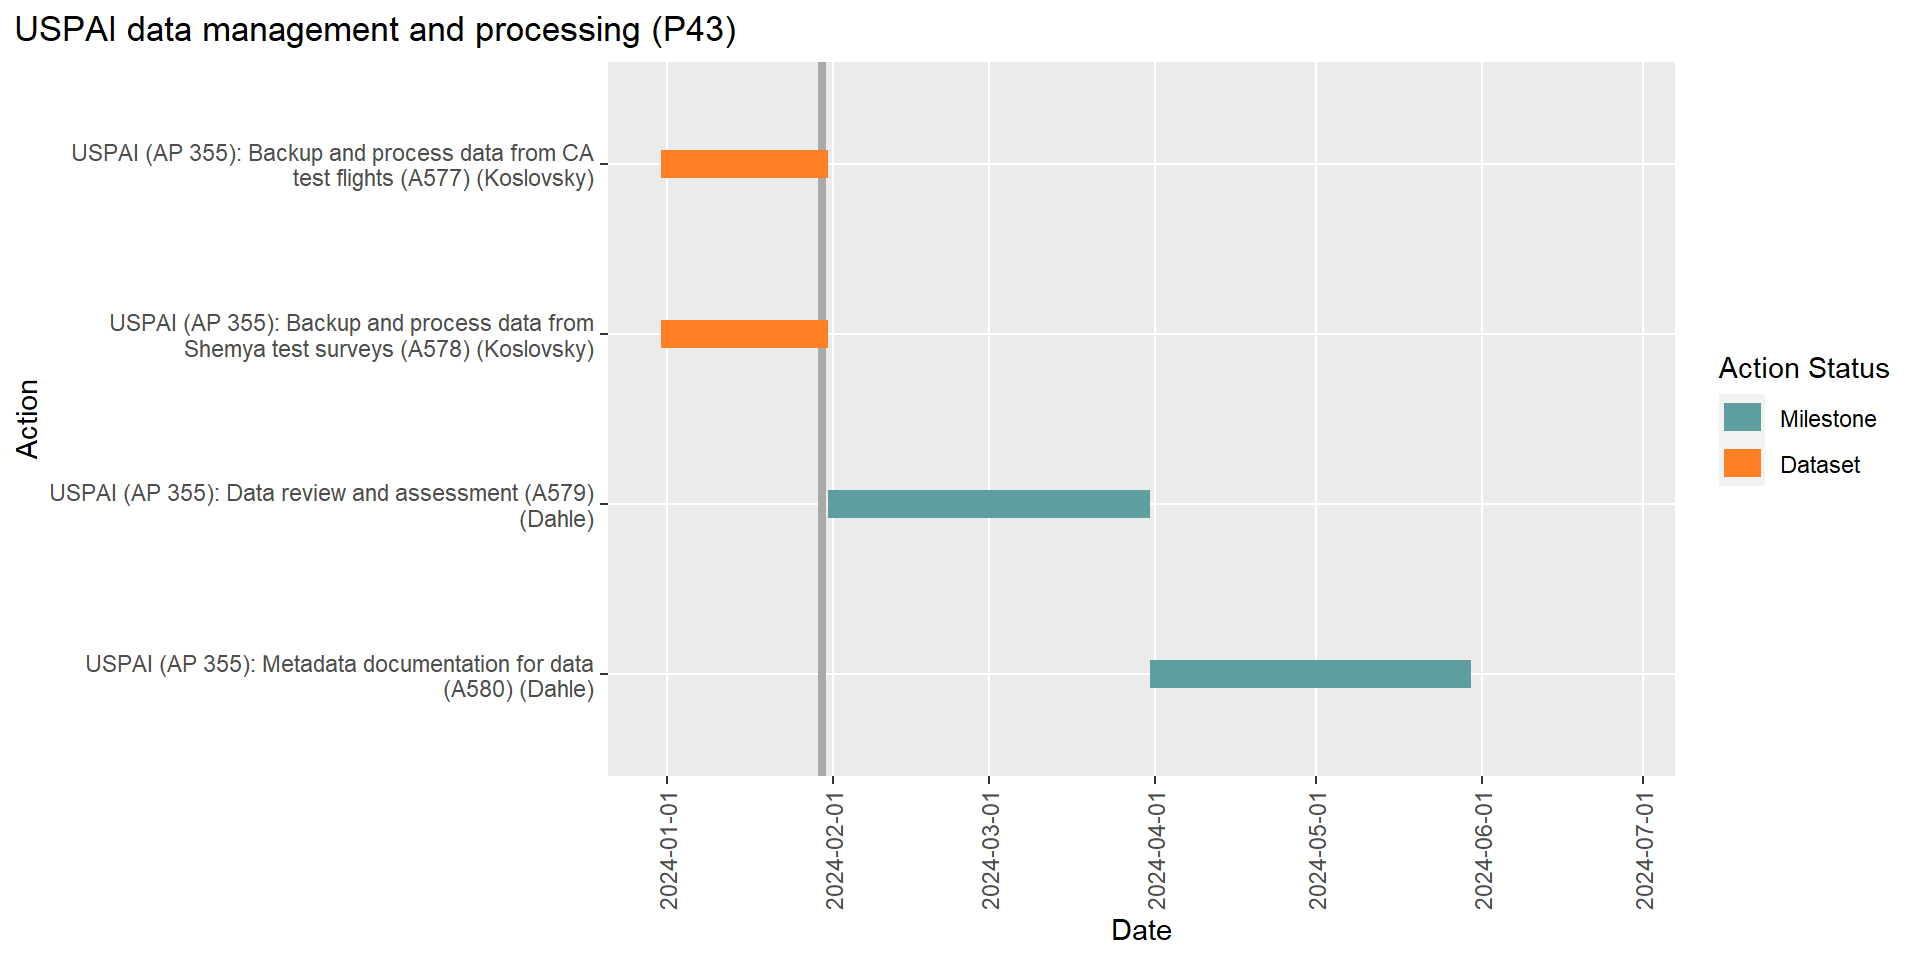 USPAI data management and processing (P43)
USPAI (AP 355): Backup and process data from CA
test flights (A577) (Koslovsky)
USPAI (AP 355): Backup and process data from
Shemya test surveys (A578) (Koslovsky)
USPAI (AP 355): Data review and assessment (A579)
(Dahle)
USPAI (AP 355): Metadata documentation for data
(A580) (Dahle)
Action
2024-01-01
2024-02-01
2024-03-01
2024-04-01
2024-05-01
2024-06-01
2024-07-01
Date
Action Status
Milestone
Dataset